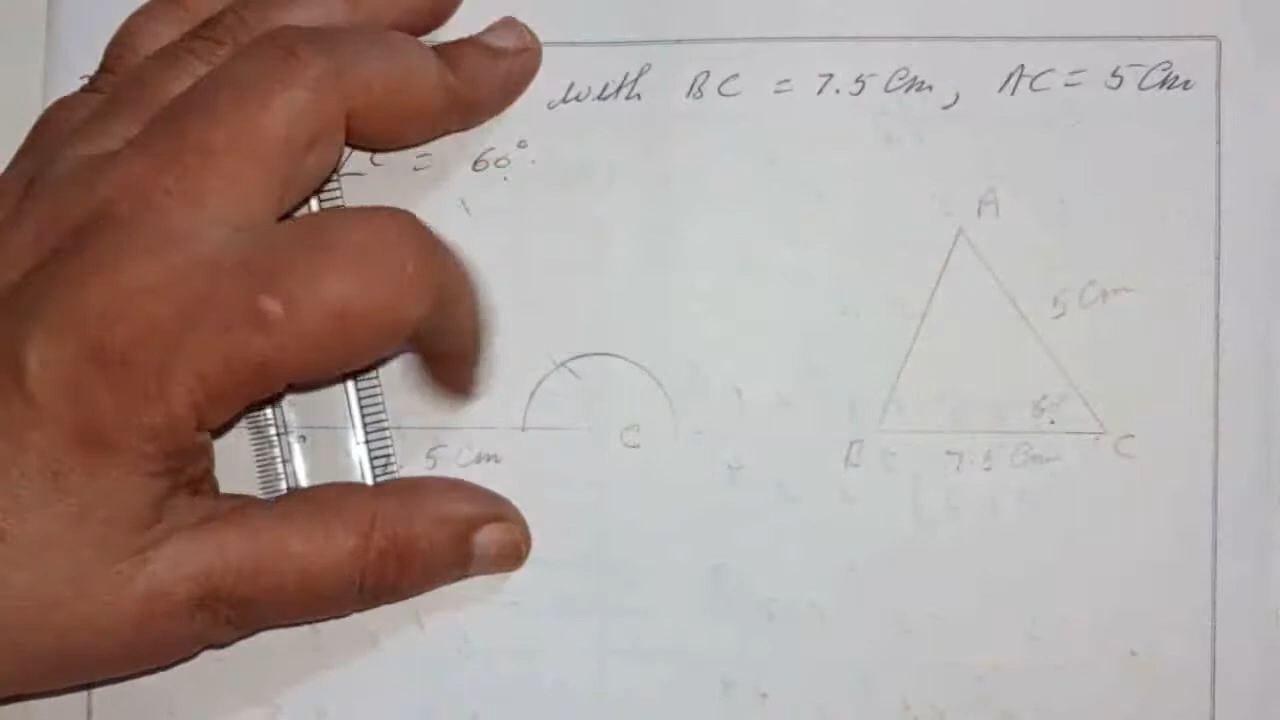 with BC = 7.5 Cm, AC = 5 Cm
∠C = 60°.
A
5 Cm
60°
C
5 Cm
B
7.5 Cm
C